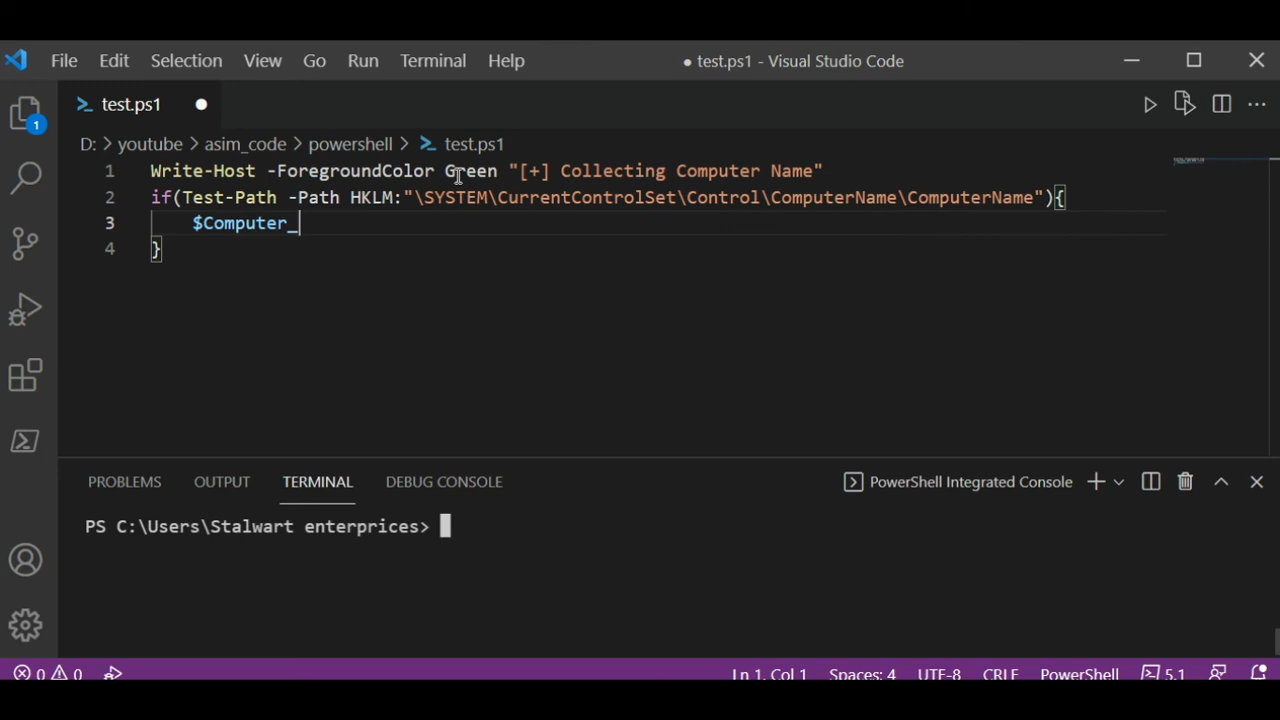 File Edit Selection View Go Run Terminal Help ● test.ps1 - Visual Studio Code
test.ps1
1
D: > youtube > asim_code > powershell > test.ps1
1 Write-Host -ForegroundColor Green "[+] Collecting Computer Name"
2 if(Test-Path -Path HKLM:"\SYSTEM\CurrentControlSet\Control\ComputerName\ComputerName"){
3 $Computer_
4 }
PROBLEMS OUTPUT TERMINAL DEBUG CONSOLE PowerShell Integrated Console
PS C:\Users\Stalwart enterprices>
0 0 Ln 1, Col 1 Spaces: 4 UTF-8 CRLF PowerShell 5.1